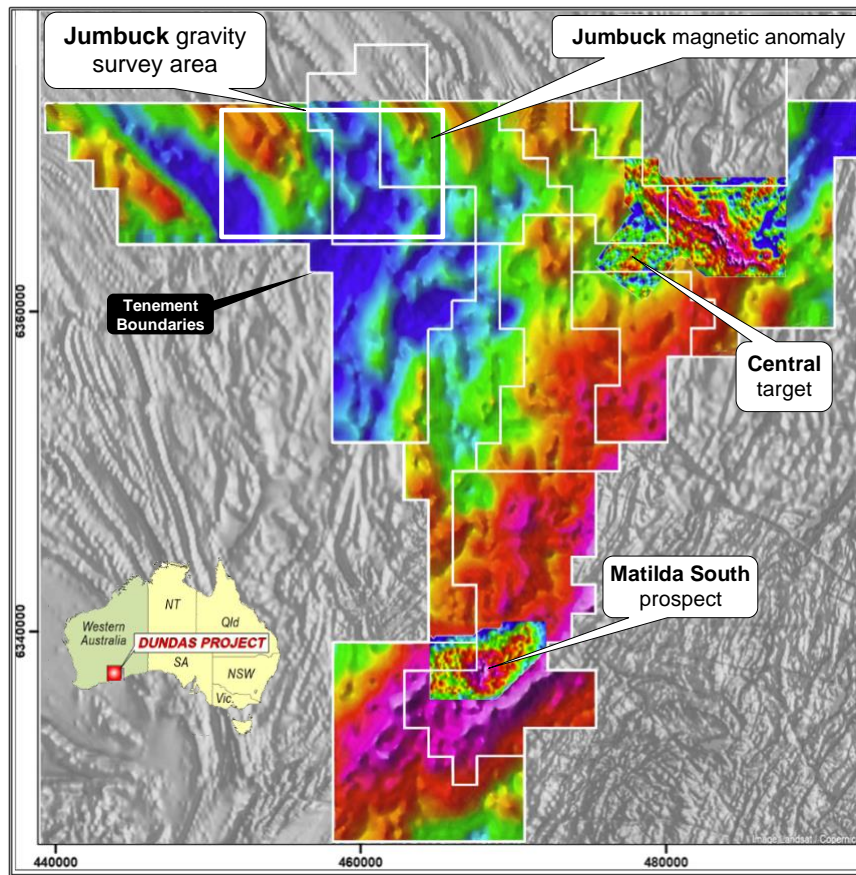 Jumbuck gravity
survey area
Jumbuck magnetic anomaly
6360000
Tenement
Boundaries
Central
target
Matilda South
prospect
6340000
NT
Qld
Western
Australia
DUNDAS PROJECT
SA
NSW
Vic.
Image Landsat / Copernic
440000
460000
480000